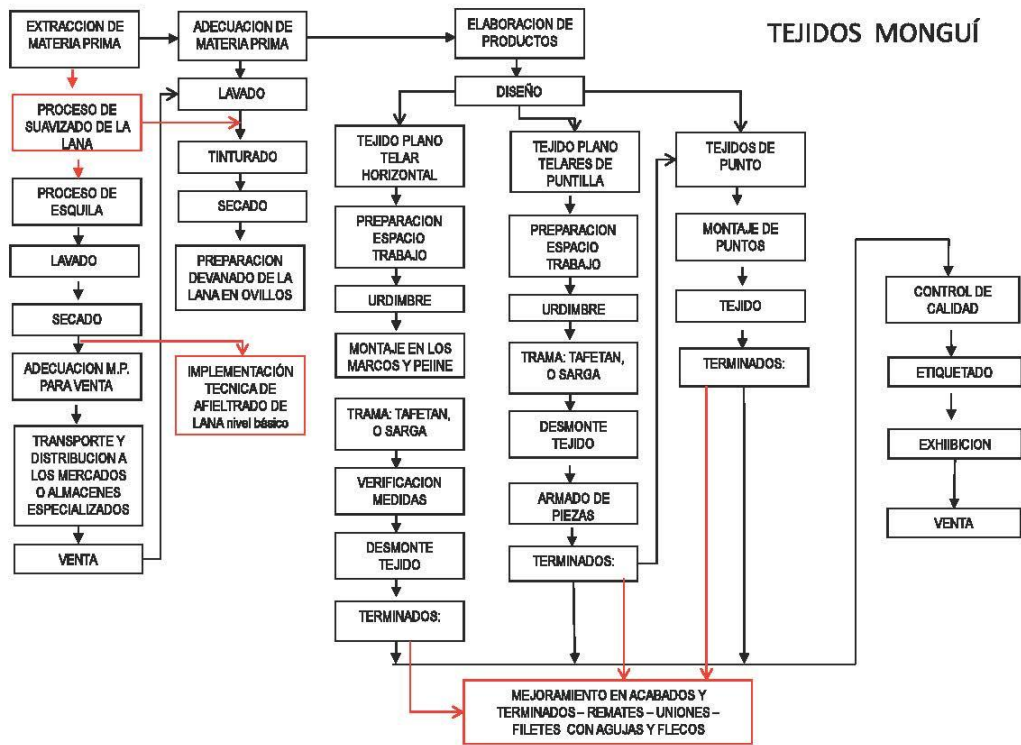 TEJIDOS MONGUÍ
EXTRACCION DE
MATERIA PRIMA
PROCESO DE
SUAVIZADO DE LA
LANA
PROCESO DE
ESQUILA
LAVADO
SECADO
ADECUACION M.P.
PARA VENTA
TRANSPORTE Y
DISTRIBUCION A
LOS MERCADOS
O ALMACENES
ESPECIALIZADOS
VENTA
ADECUACION DE
MATERIA PRIMA
LAVADO
TINTURADO
SECADO
PREPARACION
DEVANADO DE LA
LANA EN OVILLOS
IMPLEMENTACIÓN
TECNICA DE
AFIELTRADO DE
LANA nivel básico
ELABORACION DE
PRODUCTOS
DISEÑO
TEJIDO PLANO
TELAR
HORIZONTAL
PREPARACION
ESPACIO
TRABAJO
URDIMBRE
MONTAJE EN LOS
MARCOS Y PEIINE
TRAMA: TAFETAN,
O SARGA
VERIFICACION
MEDIDAS
DESMONTE
TEJIDO
TERMINADOS:
TEJIDO PLANO
TELARES DE
PUNTILLA
PREPARACION
ESPACIO
TRABAJO
URDIMBRE
TRAMA: TAFETAN,
O SARGA
DESMONTE
TEJIDO
ARMADO DE
PIEZAS
TERMINADOS:
TEJIDOS DE
PUNTO
MONTAJE DE
PUNTOS
TEJIDO
TERMINADOS:
CONTROL DE
CALIDAD
ETIQUETADO
EXHIIBICION
VENTA
MEJORAMIENTO EN ACABADOS Y
TERMINADOS – REMATES – UNIONES –
FILETES CON AGUJAS Y FLECOS